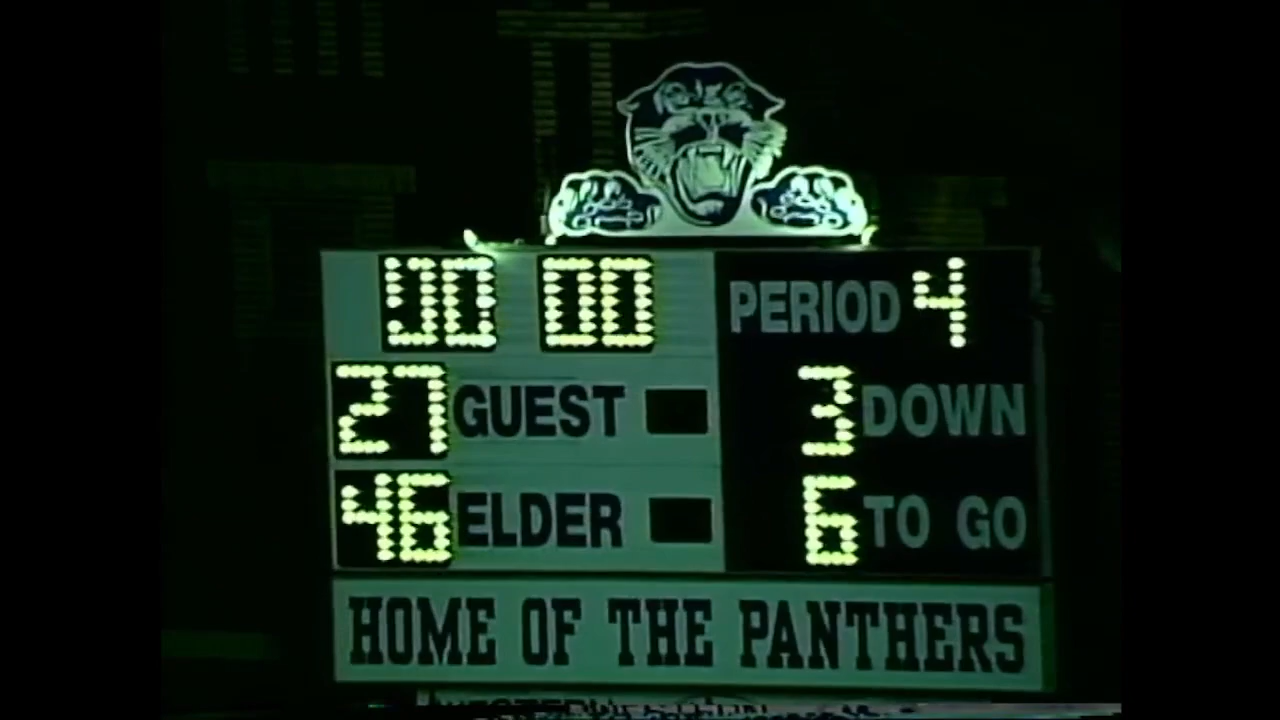 00 00 PERIOD 4
27 GUEST 3 DOWN
46 ELDER 6 TO GO
HOME OF THE PANTHERS